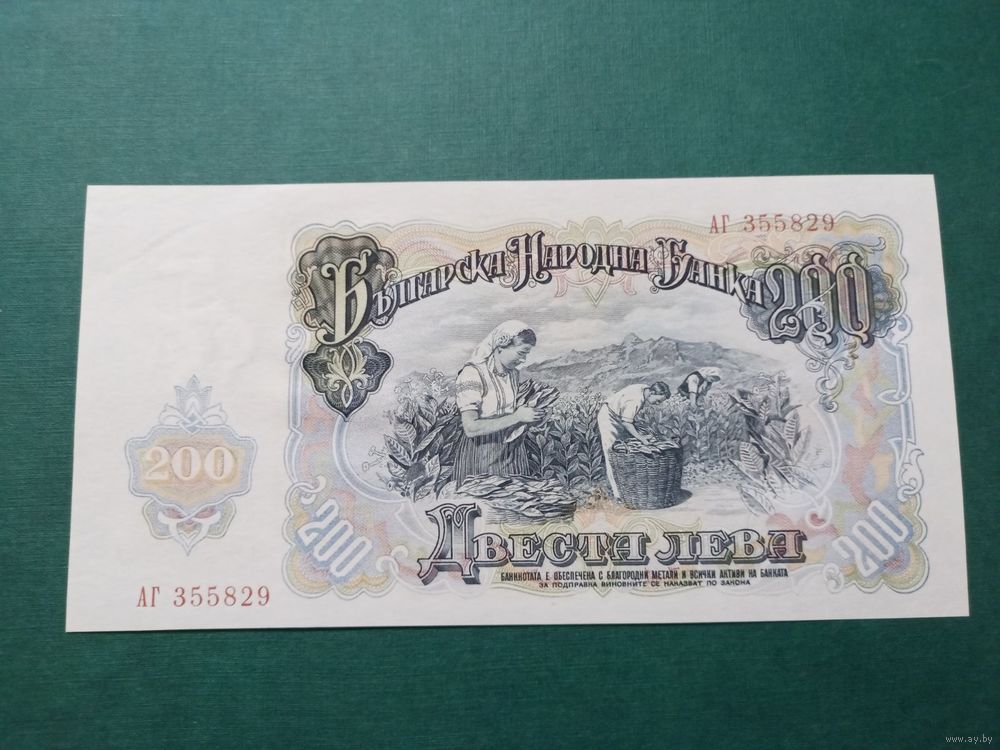 АГ 355829
Българска Народна Банка 200
200
200 200
Двеста лева
БАНКНОТАТА Е ОБЕСПЕЧЕНА С БЛАГОРОДНИ МЕТАЛИ И ВСИЧКИ АКТИВИ НА БАНКАТА
ЗА ПОДПРАВКА ВИНОВНИТЕ СЕ НАКАЗВАТ ПО ЗАКОНА
АГ 355829
www.ay.by